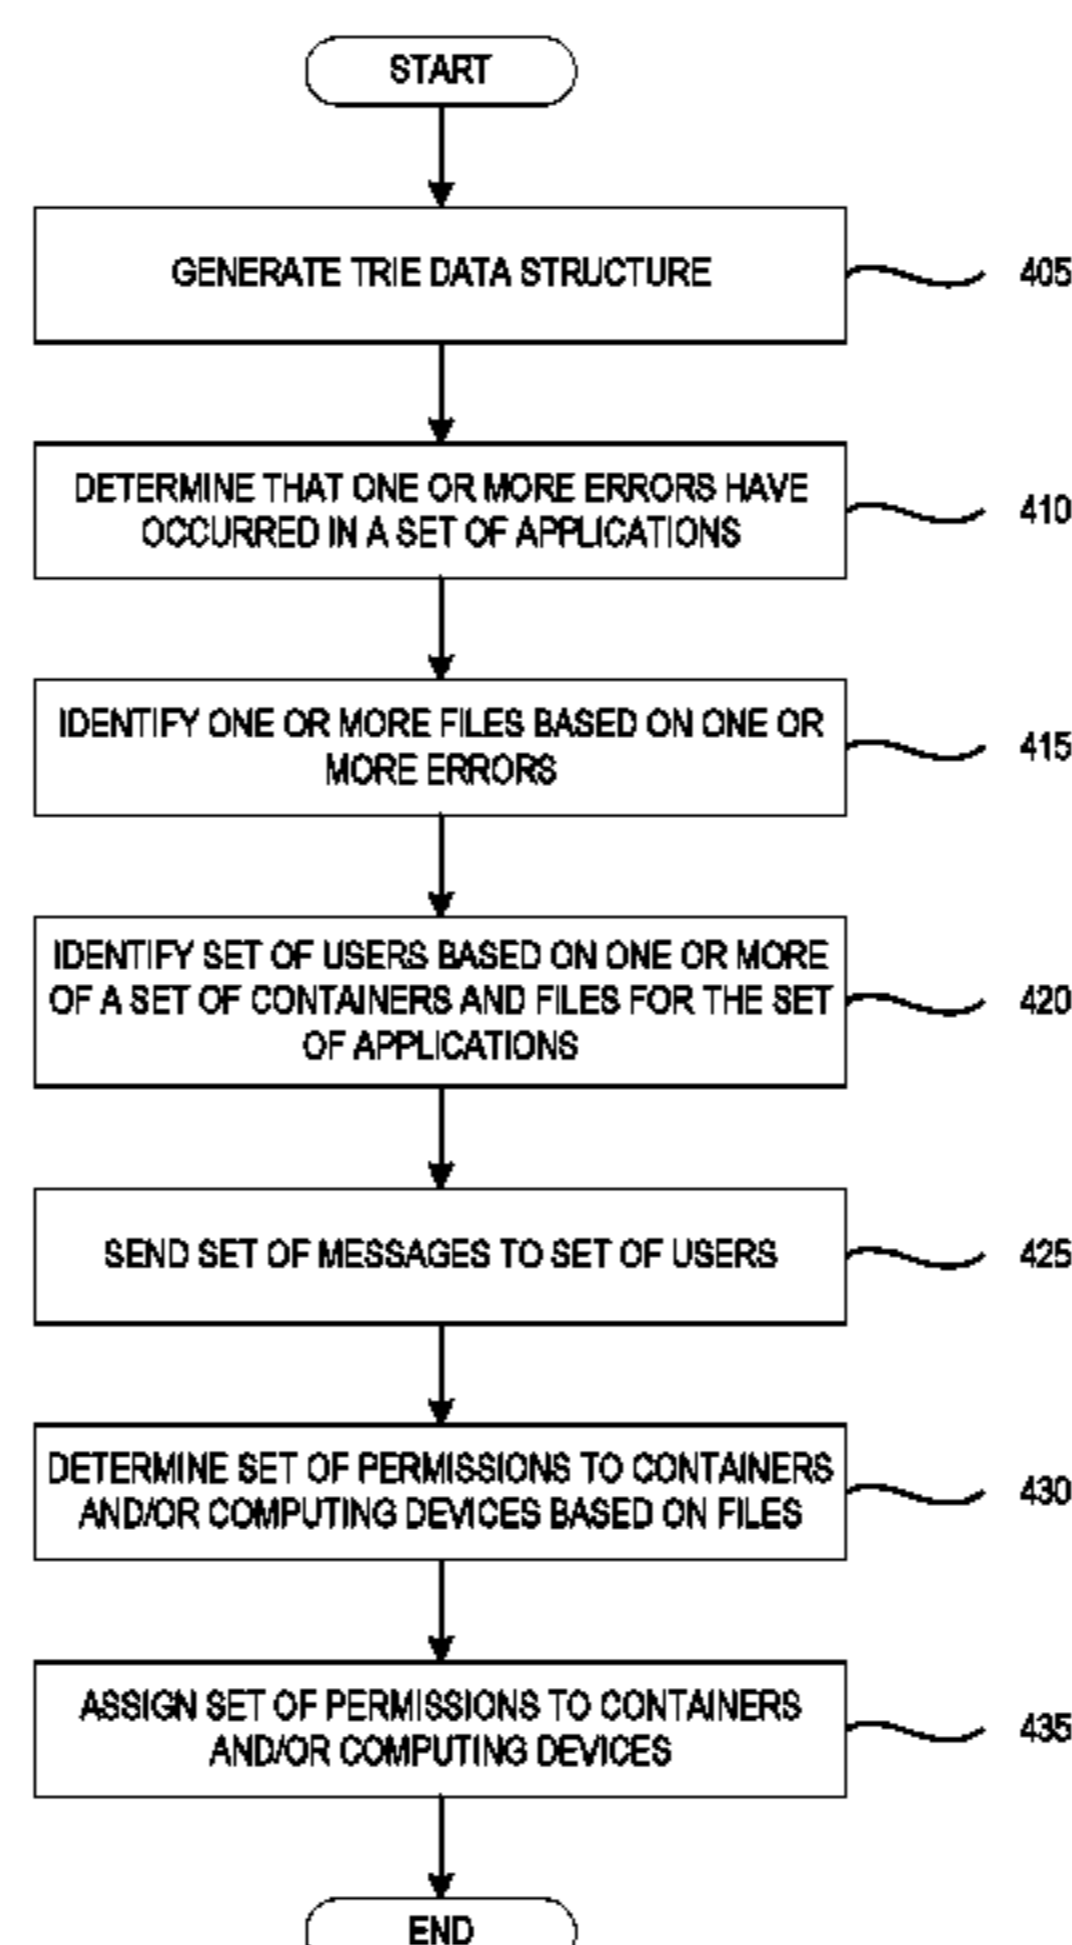 START
GENERATE TRIE DATA STRUCTURE
405
DETERMINE THAT ONE OR MORE ERRORS HAVE
OCCURRED IN A SET OF APPLICATIONS
410
IDENTIFY ONE OR MORE FILES BASED ON ONE OR
MORE ERRORS
415
IDENTIFY SET OF USERS BASED ON ONE OR MORE
OF A SET OF CONTAINERS AND FILES FOR THE SET
OF APPLICATIONS
420
SEND SET OF MESSAGES TO SET OF USERS
425
DETERMINE SET OF PERMISSIONS TO CONTAINERS
AND/OR COMPUTING DEVICES BASED ON FILES
430
ASSIGN SET OF PERMISSIONS TO CONTAINERS
AND/OR COMPUTING DEVICES
435
END